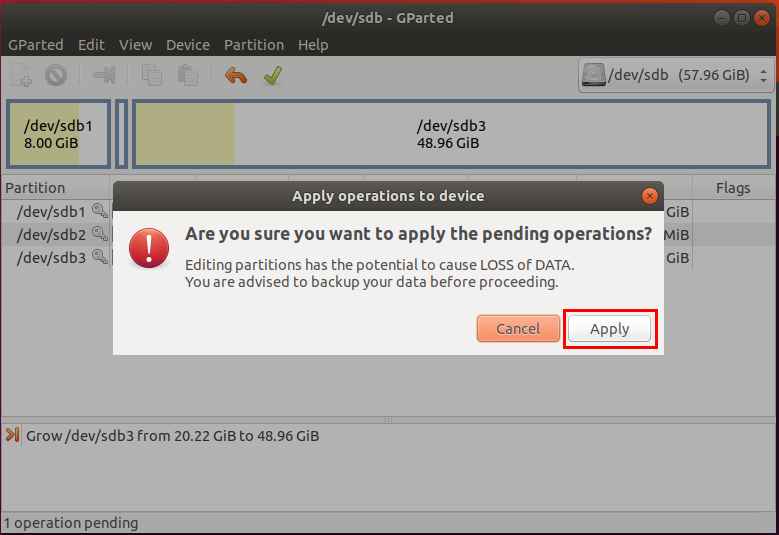 /dev/sdb - GParted
GParted Edit View Device Partition Help
/dev/sdb (57.96 GiB)
/dev/sdb1
8.00 GiB
/dev/sdb3
48.96 GiB
Partition Flags
/dev/sdb1 GiB
/dev/sdb2 MiB
/dev/sdb3 GiB
Apply operations to device
Are you sure you want to apply the pending operations?
Editing partitions has the potential to cause LOSS of DATA.
You are advised to backup your data before proceeding.
Cancel Apply
Grow /dev/sdb3 from 20.22 GiB to 48.96 GiB
1 operation pending